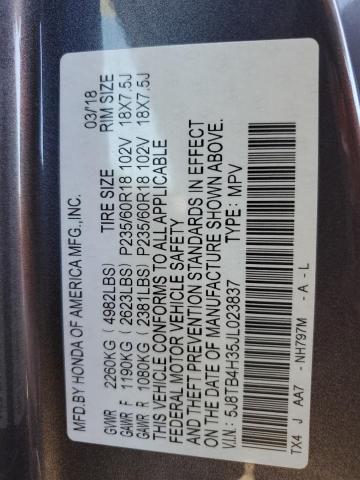 MFD.BY HONDA OF AMERICA MFG.,INC. 03/18
TIRE SIZE RIM SIZE
GVWR 2260KG ( 4982LBS)
GAWR F 1190KG ( 2623LBS) P235/60R18 102V 18X7.5J
GAWR R 1080KG ( 2381LBS) P235/60R18 102V 18X7.5J
THIS VEHICLE CONFORMS TO ALL APPLICABLE
FEDERAL MOTOR VEHICLE SAFETY
AND THEFT PREVENTION STANDARDS IN EFFECT
ON THE DATE OF MANUFACTURE SHOWN ABOVE.
V.I.N.: 5J8TB4H35JL023837 TYPE: MPV
TX4 J AA7 - NH797M - A - L